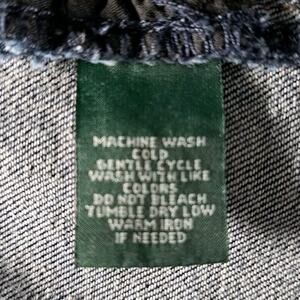 MACHINE WASH
COLD
GENTLE CYCLE
WASH WITH LIKE
COLORS
DO NOT BLEACH
TUMBLE DRY LOW
WARM IRON
IF NEEDED